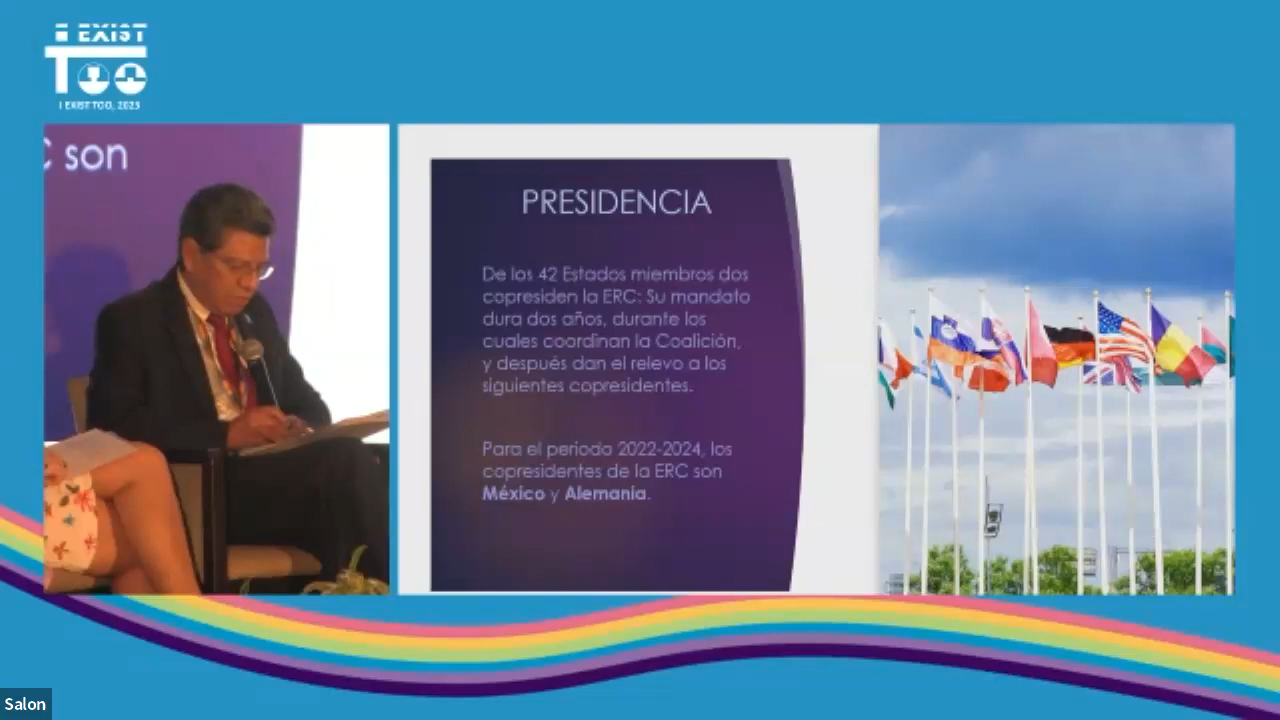 I EXIST
TOO
I EXIST TOO, 2023
C son
PRESIDENCIA
De los 42 Estados miembros dos
copresiden la ERC: Su mandato
dura dos años, durante los
cuales coordinan la Coalición,
y después dan el relevo a los
siguientes copresidentes.
Para el período 2022-2024, los
copresidentes de la ERC son
México y Alemania.
Salon